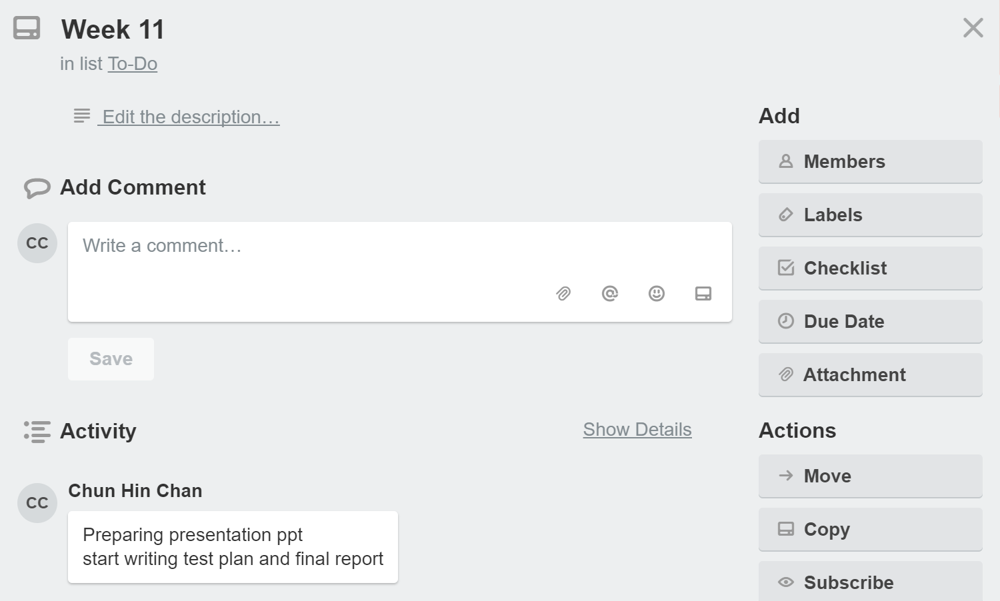 Week 11
in list To-Do
Edit the description…
Add Comment
CC
Write a comment…
Save
Activity
Show Details
CC
Chun Hin Chan
Preparing presentation ppt
start writing test plan and final report
Add
Members
Labels
Checklist
Due Date
Attachment
Actions
Move
Copy
Subscribe